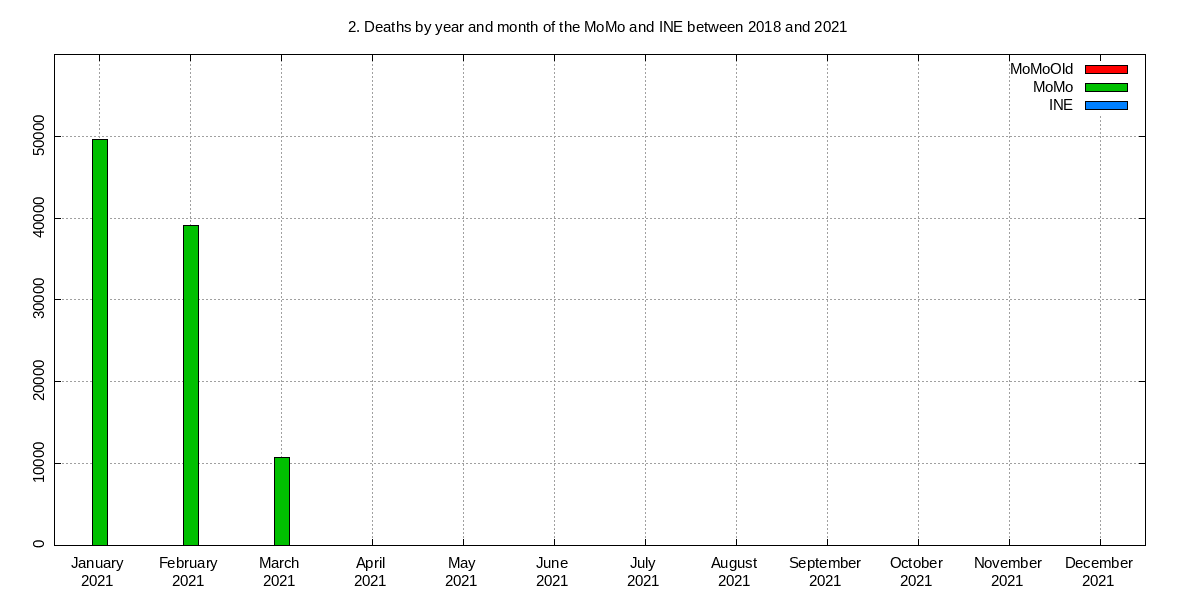 2. Deaths by year and month of the MoMo and INE between 2018 and 2021
MoMoOld
MoMo
INE
50000
40000
30000
20000
10000
0
January February March April May June July August September October November December
2021 2021 2021 2021 2021 2021 2021 2021 2021 2021 2021 2021